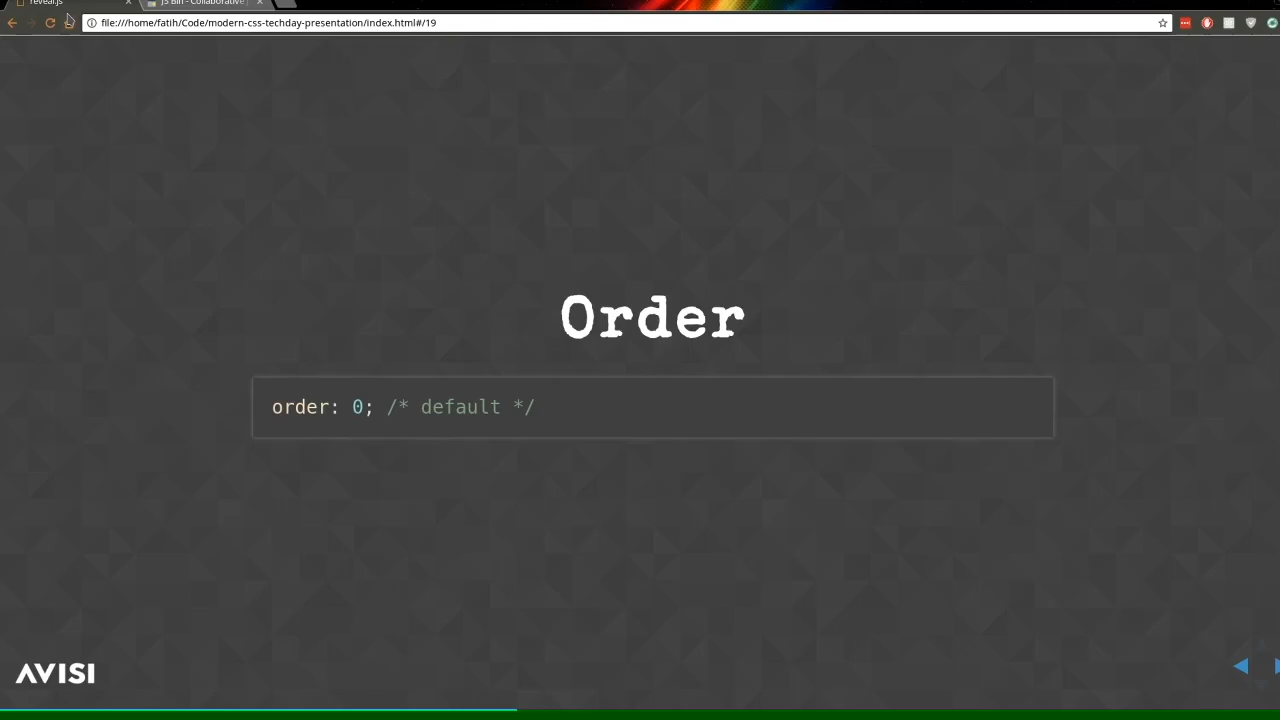 reveal.js
JS Bin - Collaborative
file:///home/fatih/Code/modern-css-techday-presentation/index.html#/19
Order
order: 0; /* default */
AVISI